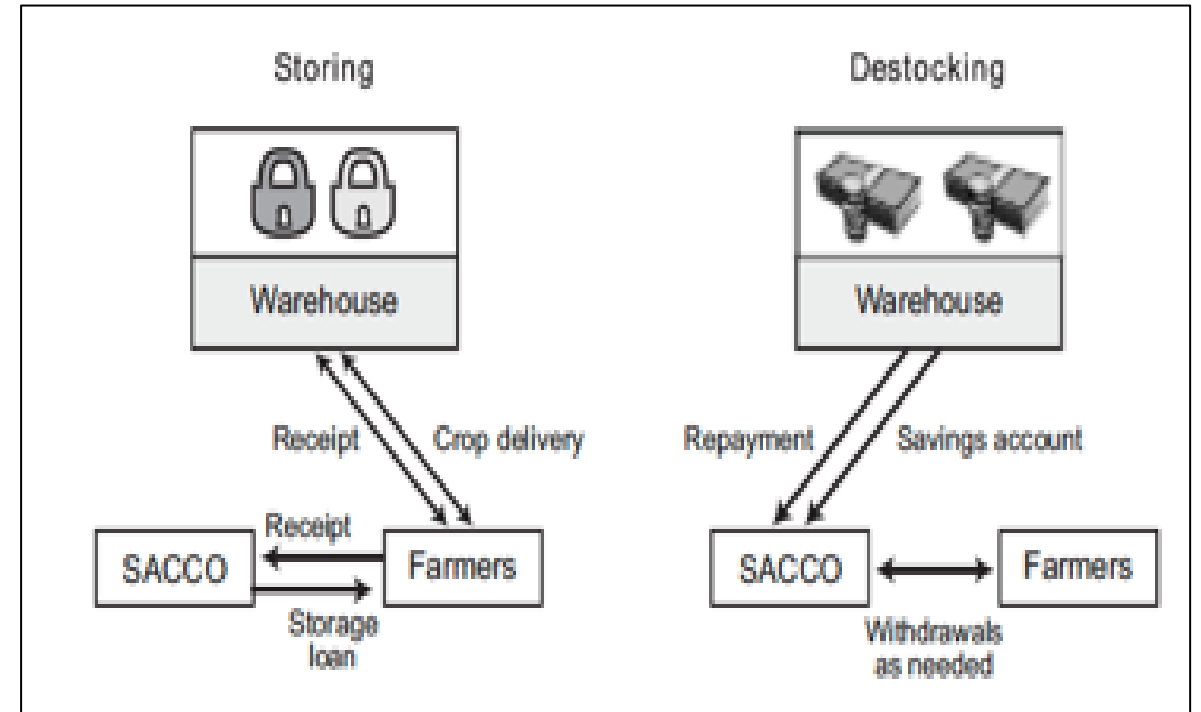 Storing
Warehouse
Receipt
Crop delivery
SACCO
Receipt
Farmers
Storage
loan
Destocking
Warehouse
Repayment
Savings account
SACCO
Farmers
Withdrawals
as needed